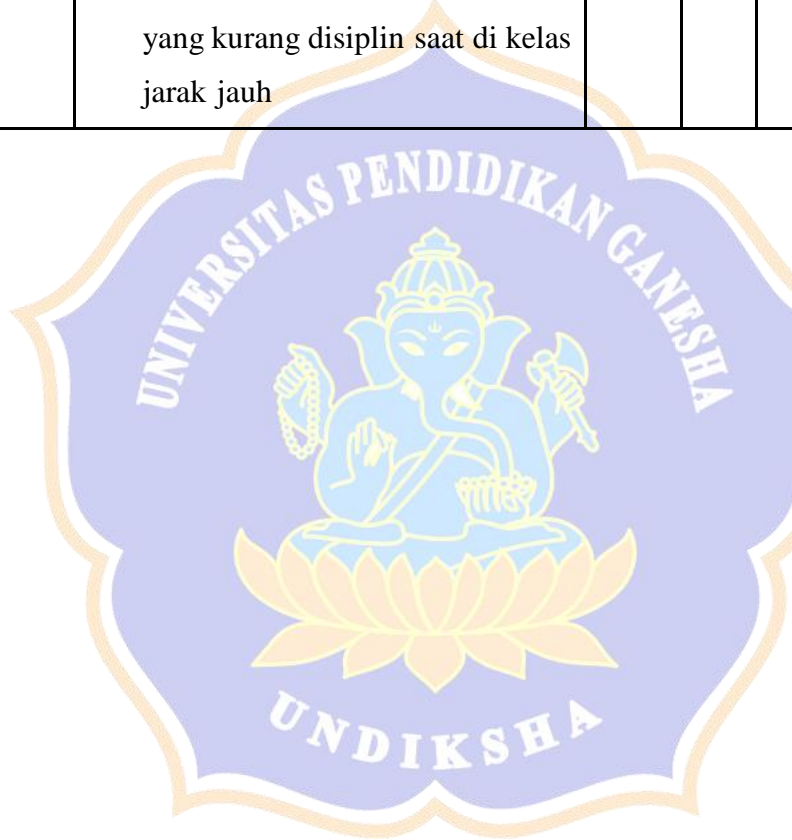 yang kurang disiplin saat di kelas
jarak jauh
UNIVERSITAS PENDIDIKAN GANESHA
UNDIKSHA